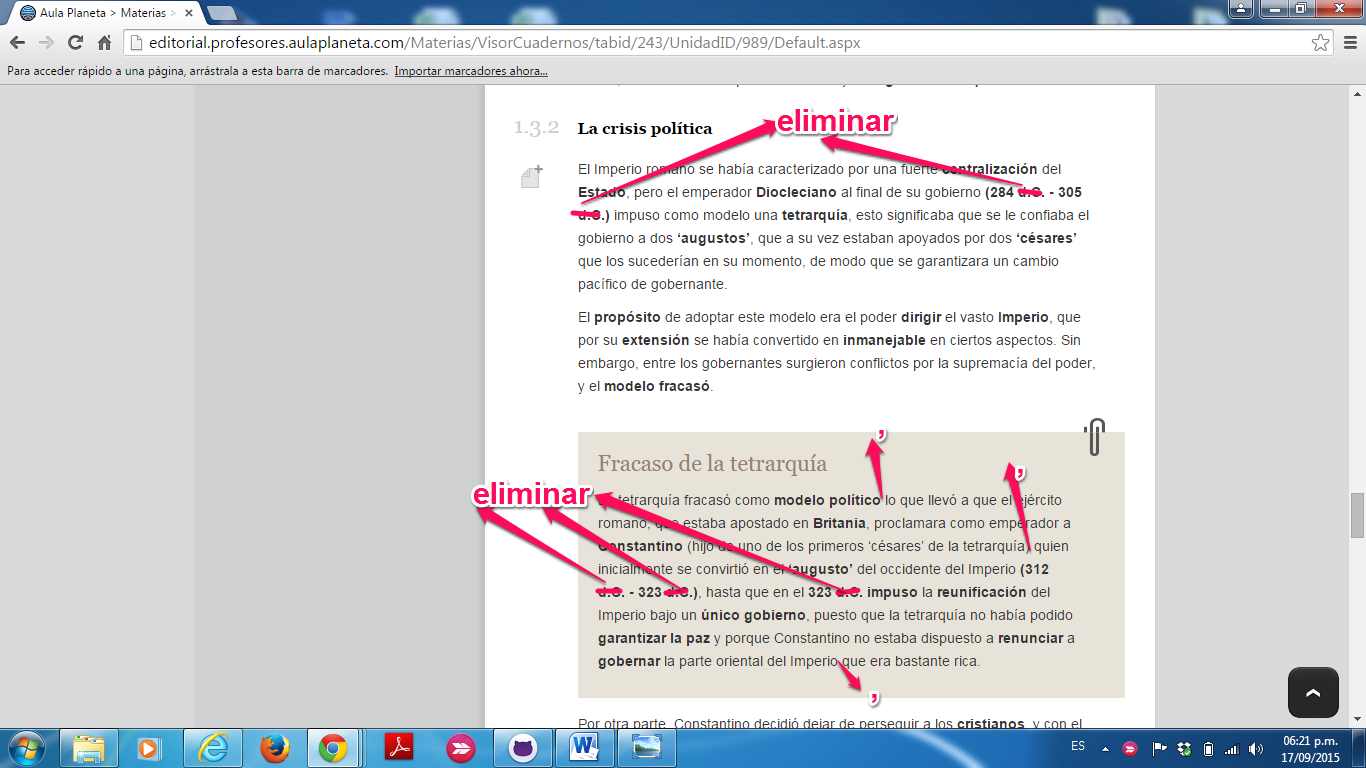 Aula Planeta > Materias >
editorial.profesores.aulaplaneta.com/Materias/VisorCuadernos/tabid/243/UnidadID/989/Default.aspx
Para acceder rápido a una página, arrástrala a esta barra de marcadores. Importar marcadores ahora...
1.3.2 La crisis política
eliminar
El Imperio romano se había caracterizado por una fuerte centralización del
Estado, pero el emperador Diocleciano al final de su gobierno (284 d.C. - 305
d.C.) impuso como modelo una tetrarquía, esto significaba que se le confiaba el
gobierno a dos ‘augustos’, que a su vez estaban apoyados por dos ‘césares’
que los sucederían en su momento, de modo que se garantizara un cambio
pacífico de gobernante.
El propósito de adoptar este modelo era el poder dirigir el vasto Imperio, que
por su extensión se había convertido en inmanejable en ciertos aspectos. Sin
embargo, entre los gobernantes surgieron conflictos por la supremacía del poder,
y el modelo fracasó.
,
Fracaso de la tetrarquía
,
eliminar
tetrarquía fracasó como modelo político lo que llevó a que el ejército
romano, que estaba apostado en Britania, proclamara como emperador a
Constantino (hijo de uno de los primeros ‘césares’ de la tetrarquía) quien
inicialmente se convirtió en el ‘augusto’ del occidente del Imperio (312
d.C. - 323 d.C.), hasta que en el 323 d.C. impuso la reunificación del
Imperio bajo un único gobierno, puesto que la tetrarquía no había podido
garantizar la paz y porque Constantino no estaba dispuesto a renunciar a
gobernar la parte oriental del Imperio que era bastante rica.
,
Por otra parte, Constantino decidió dejar de perseguir a los cristianos, y con el
ES
06:21 p.m.
17/09/2015